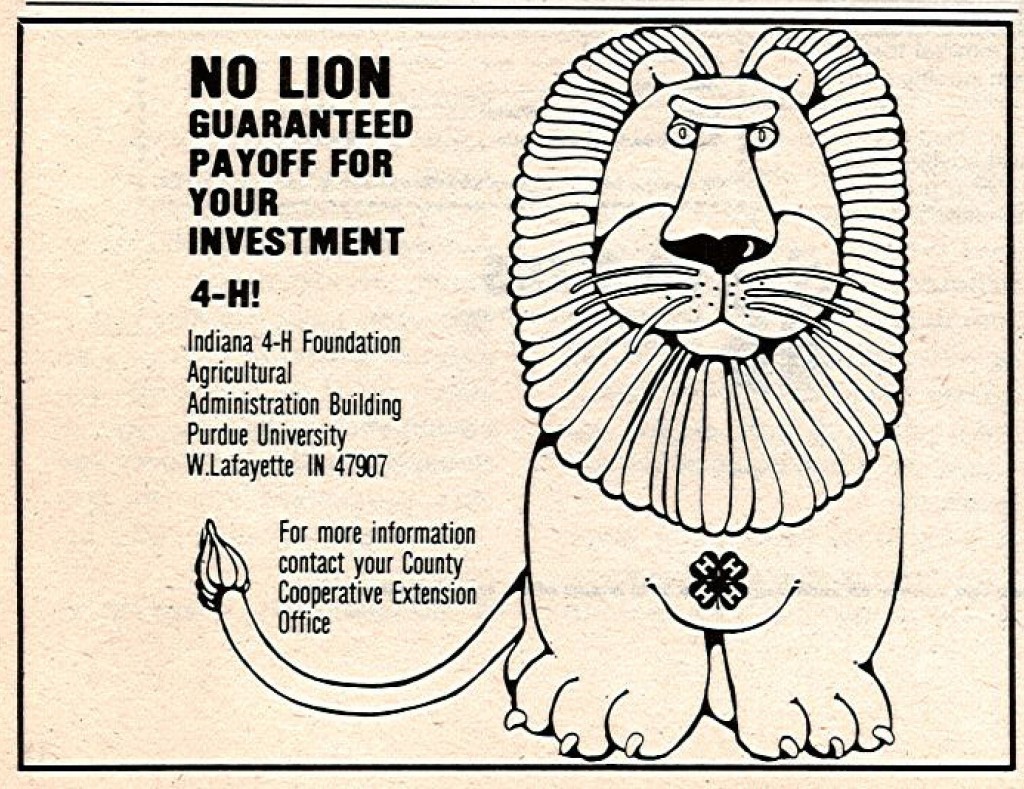 NO LION
GUARANTEED
PAYOFF FOR
YOUR
INVESTMENT
4-H!
Indiana 4-H Foundation
Agricultural
Administration Building
Purdue University
W.Lafayette IN 47907
For more information
contact your County
Cooperative Extension
Office
H H
H H